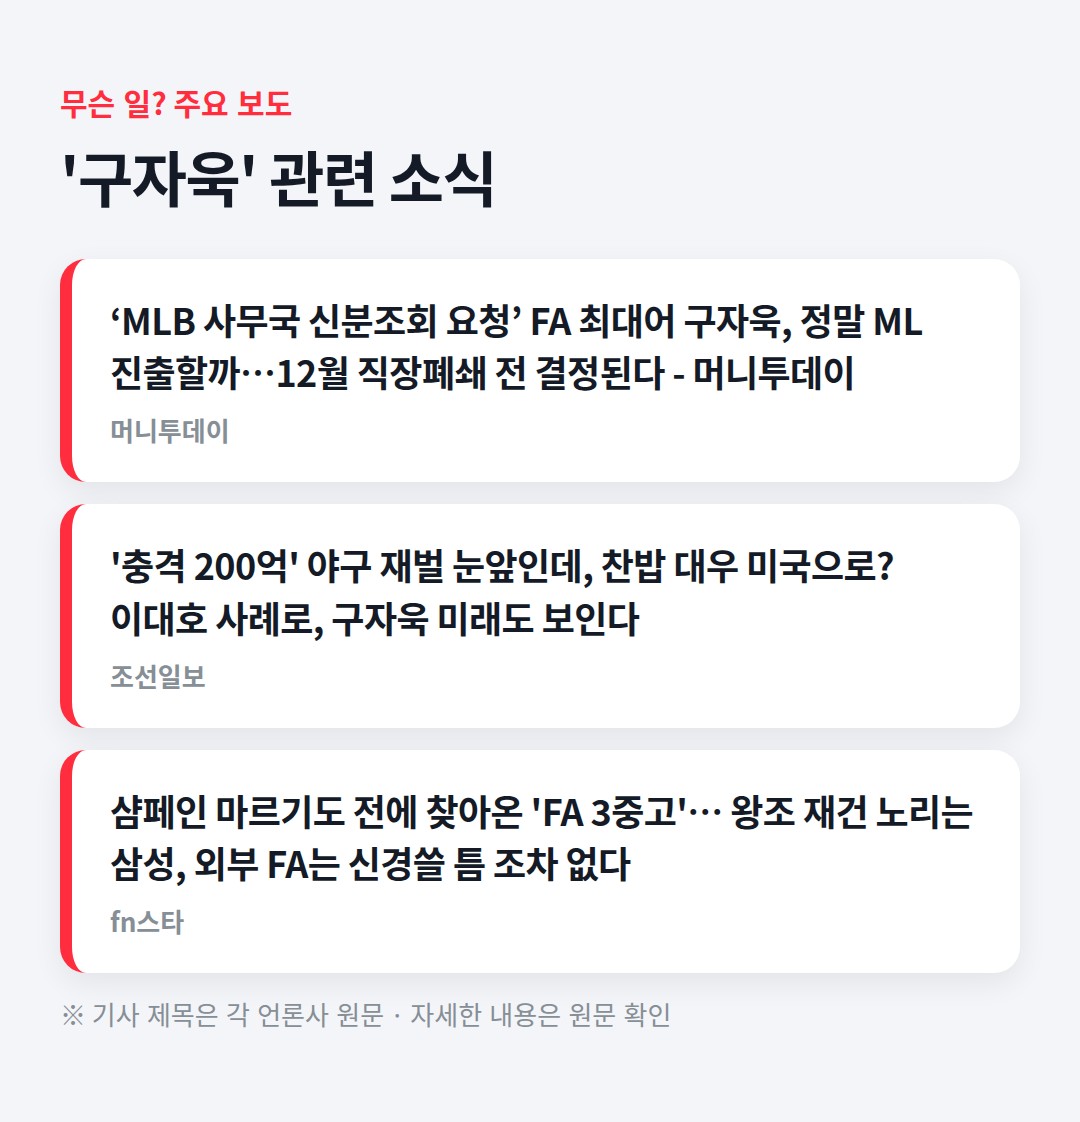 무슨 일? 주요 보도
'구자욱' 관련 소식
‘MLB 사무국 신분조회 요청’ FA 최대어 구자욱, 정말 ML
진출할까…12월 직장폐쇄 전 결정된다 - 머니투데이
머니투데이
'충격 200억' 야구 재벌 눈앞인데, 찬밥 대우 미국으로?
이대호 사례로, 구자욱 미래도 보인다
조선일보
샴페인 마르기도 전에 찾아온 'FA 3중고'… 왕조 재건 노리는
삼성, 외부 FA는 신경쓸 틈 조차 없다
fn스타
※ 기사 제목은 각 언론사 원문 · 자세한 내용은 원문 확인